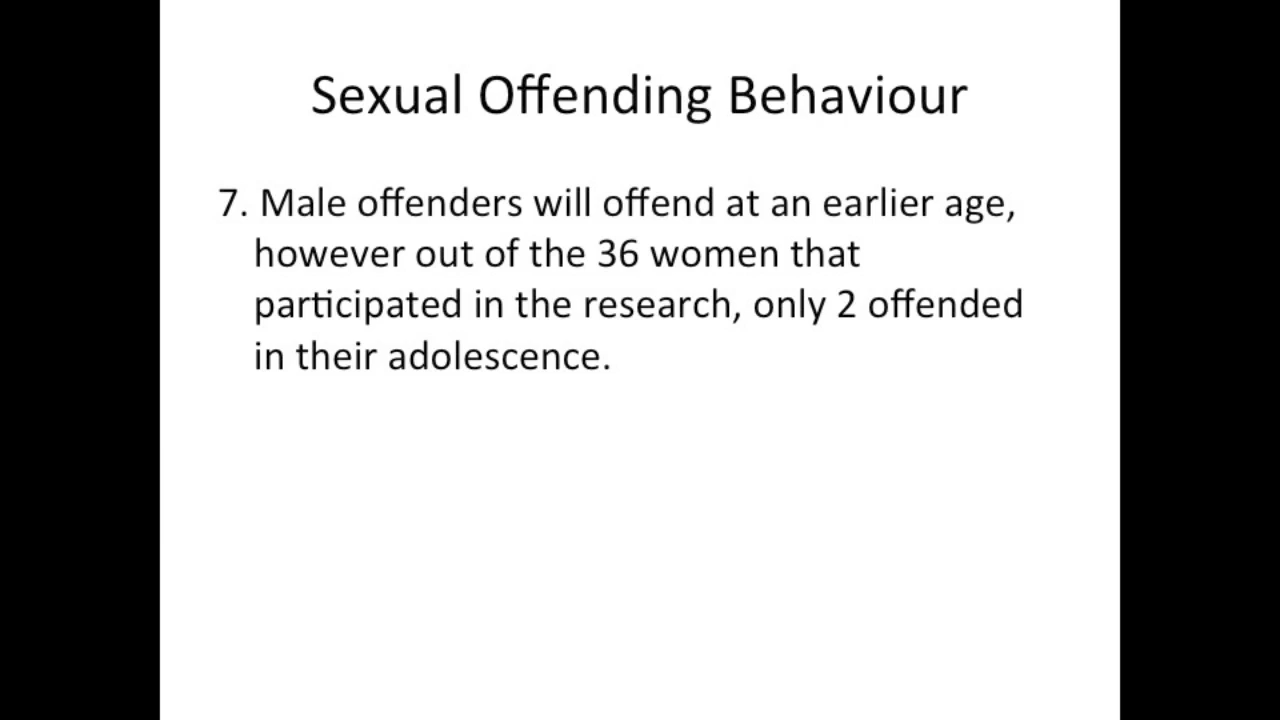 Sexual Offending Behaviour
7. Male offenders will offend at an earlier age,
however out of the 36 women that
participated in the research, only 2 offended
in their adolescence.